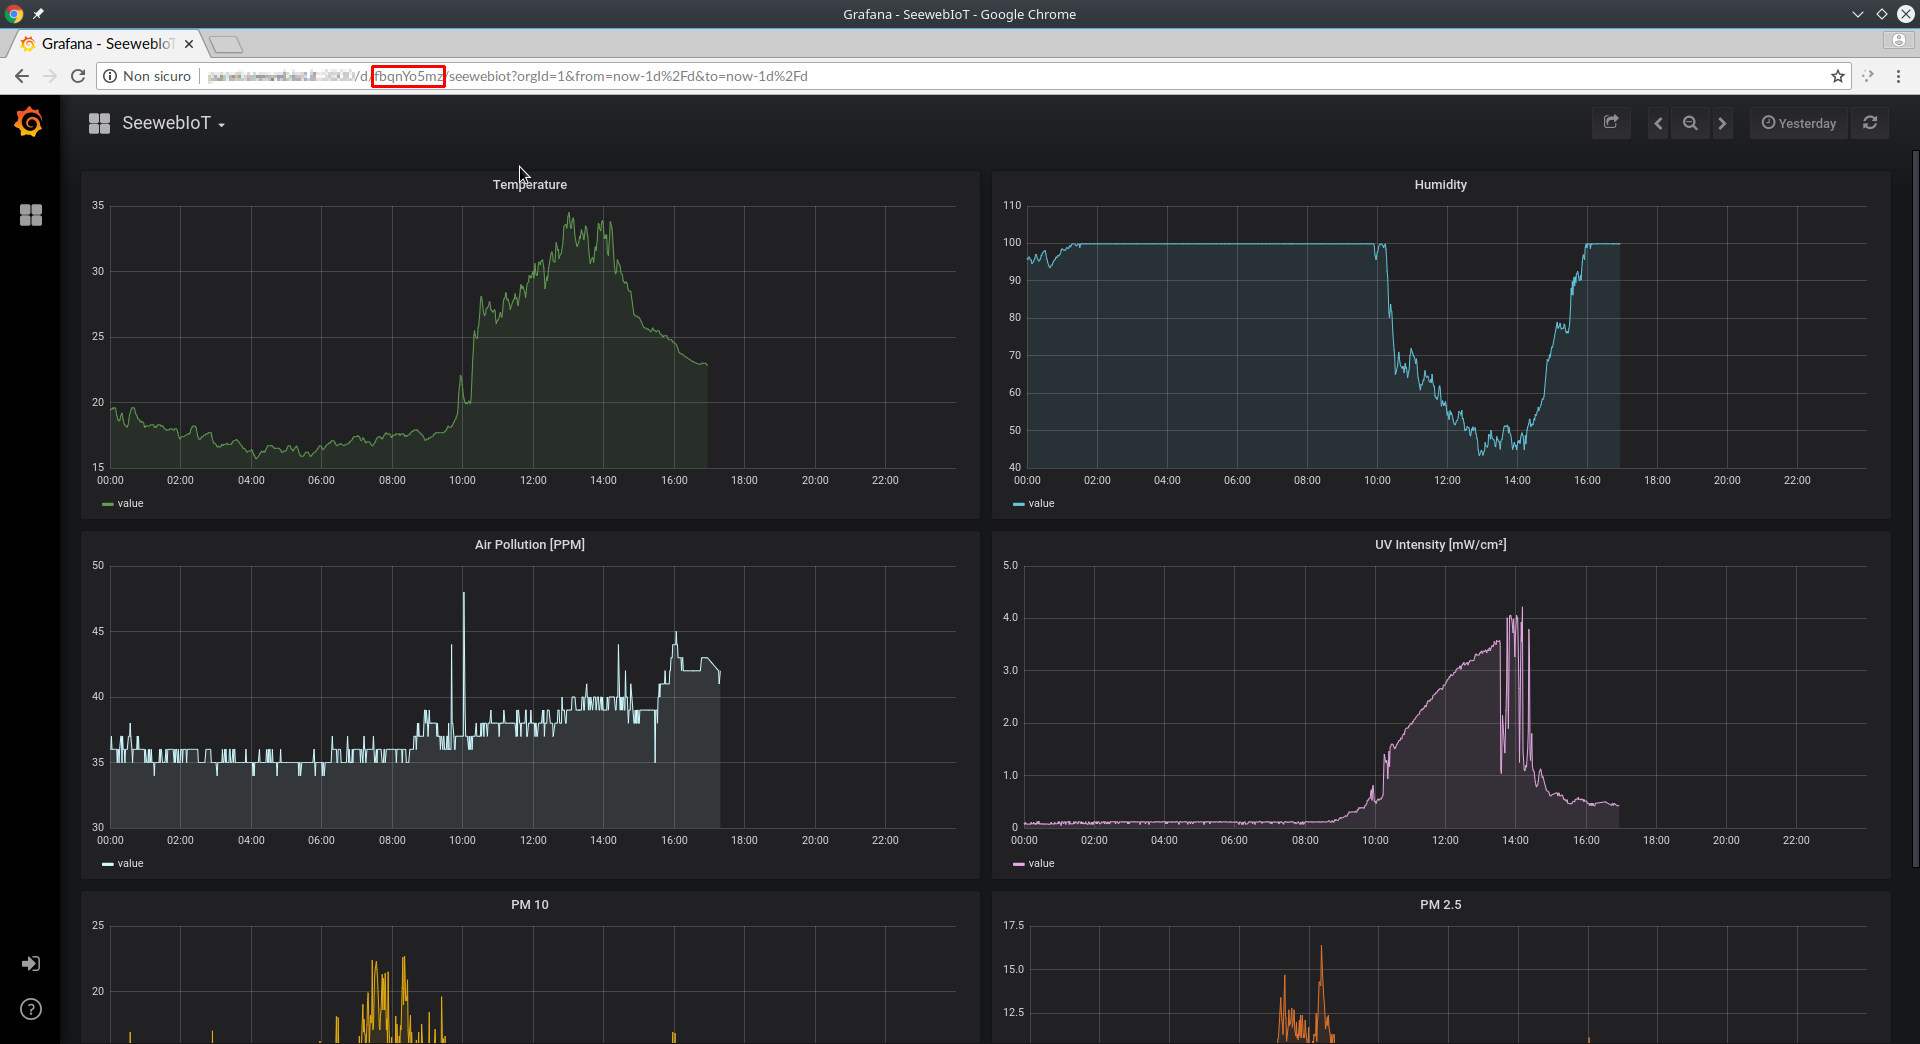 Grafana - SeewebIoT - Google Chrome
Grafana - SeewebIoT
Non sicuro /d/fbqnYo5mz/seewebiot?orgId=1&from=now-1d%2Fd&to=now-1d%2Fd
SeewebIoT
Yesterday
Temperature
35
30
25
20
15
00:00 02:00 04:00 06:00 08:00 10:00 12:00 14:00 16:00 18:00 20:00 22:00
value
Humidity
110
100
90
80
70
60
50
40
00:00 02:00 04:00 06:00 08:00 10:00 12:00 14:00 16:00 18:00 20:00 22:00
value
Air Pollution [PPM]
50
45
40
35
30
00:00 02:00 04:00 06:00 08:00 10:00 12:00 14:00 16:00 18:00 20:00 22:00
value
UV Intensity [mW/cm²]
5.0
4.0
3.0
2.0
1.0
0
00:00 02:00 04:00 06:00 08:00 10:00 12:00 14:00 16:00 18:00 20:00 22:00
value
PM 10
25
20
PM 2.5
17.5
15.0
12.5